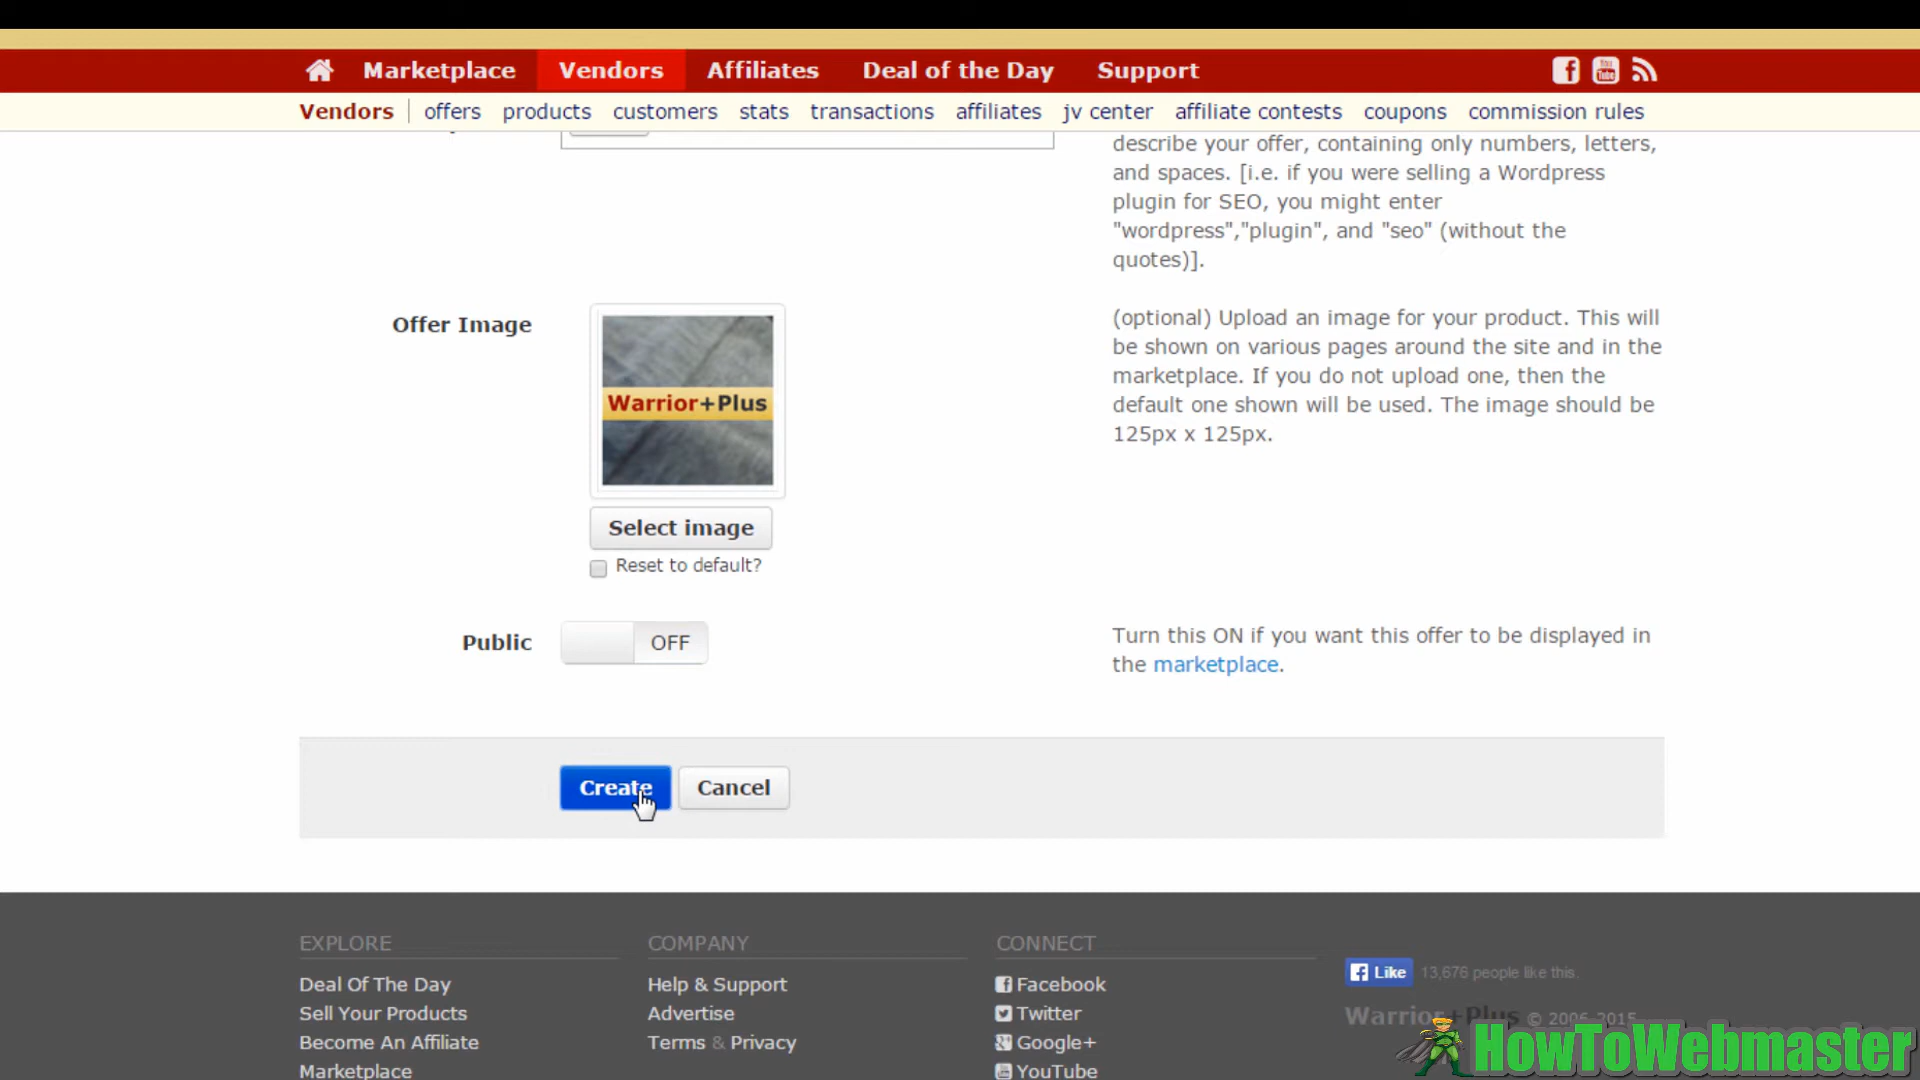 Marketplace Vendors Affiliates Deal of the Day Support
Vendors offers products customers stats transactions affiliates jv center affiliate contests coupons commission rules
describe your offer, containing only numbers, letters,
and spaces. [i.e. if you were selling a Wordpress
plugin for SEO, you might enter
"wordpress","plugin", and "seo" (without the
quotes)].
Offer Image
Warrior+Plus
Select image
Reset to default?
(optional) Upload an image for your product. This will
be shown on various pages around the site and in the
marketplace. If you do not upload one, then the
default one shown will be used. The image should be
125px x 125px.
Public
OFF
Turn this ON if you want this offer to be displayed in
the marketplace.
Create Cancel
EXPLORE
Deal Of The Day
Sell Your Products
Become An Affiliate
Marketplace
COMPANY
Help & Support
Advertise
Terms & Privacy
CONNECT
Facebook
Twitter
Google+
YouTube
Like 13,676 people like this.
Warrior+Plus © 2006-2015
HowToWebmaster